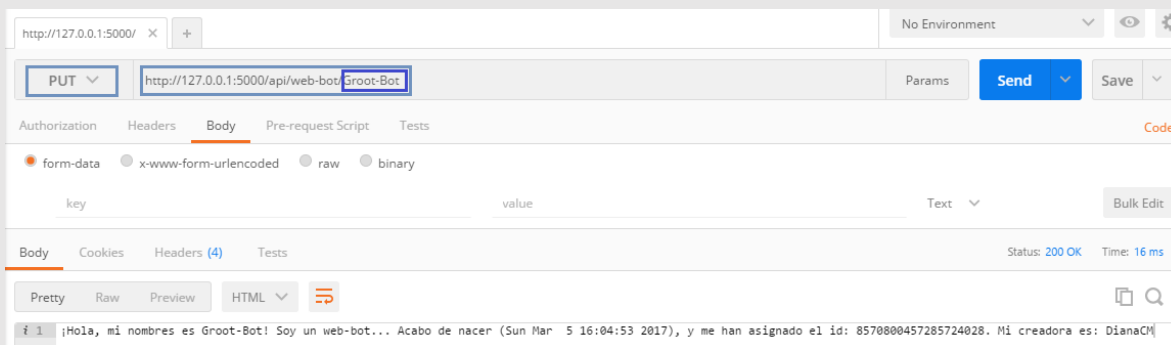 http://127.0.0.1:5000/ × + No Environment
PUT http://127.0.0.1:5000/api/web-bot/Groot-Bot Params Send Save
Authorization Headers Body Pre-request Script Tests Code
form-data x-www-form-urlencoded raw binary
key value Text Bulk Edit
Body Cookies Headers (4) Tests Status: 200 OK Time: 16 ms
Pretty Raw Preview HTML
i 1 ¡Hola, mi nombres es Groot-Bot! Soy un web-bot... Acabo de nacer (Sun Mar  5 16:04:53 2017), y me han asignado el id: 8570800457285724028. Mi creadora es: DianaCM